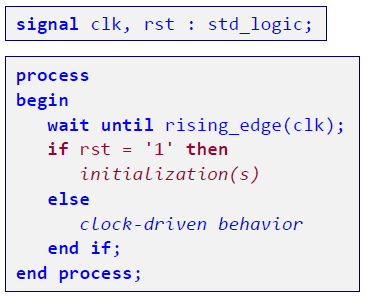 signal clk, rst : std_logic;
process
begin
wait until rising_edge(clk);
if rst = '1' then
initialization(s)
else
clock-driven behavior
end if;
end process;